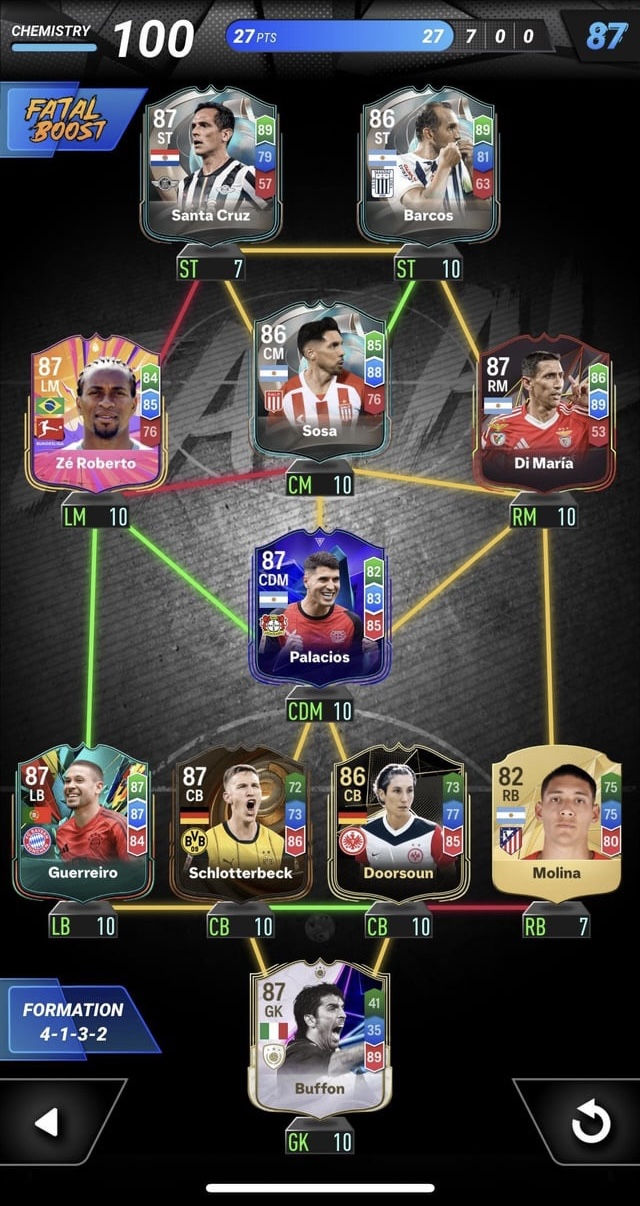 CHEMISTRY 100 27 PTS 27 7 0 0 87
FATAL
BOOST
87 ST 89 79 57
Santa Cruz
ST 7
86 ST 89 81 63
Barcos
ST 10
87 LM 84 85 76
BUNDESLIGA
Zé Roberto
LM 10
86 CM 85 88 76
Sosa
CM 10
87 RM 86 89 53
Di María
RM 10
87 CDM 82 83 85
Palacios
CDM 10
87 LB 87 87 84
Guerreiro
LB 10
87 CB 72 73 86
BVB 09
Schlotterbeck
CB 10
86 CB 73 77 85
Doorsoun
CB 10
82 RB 75 75 80
Molina
RB 7
87 GK 41 35 89
Buffon
GK 10
FORMATION
4-1-3-2